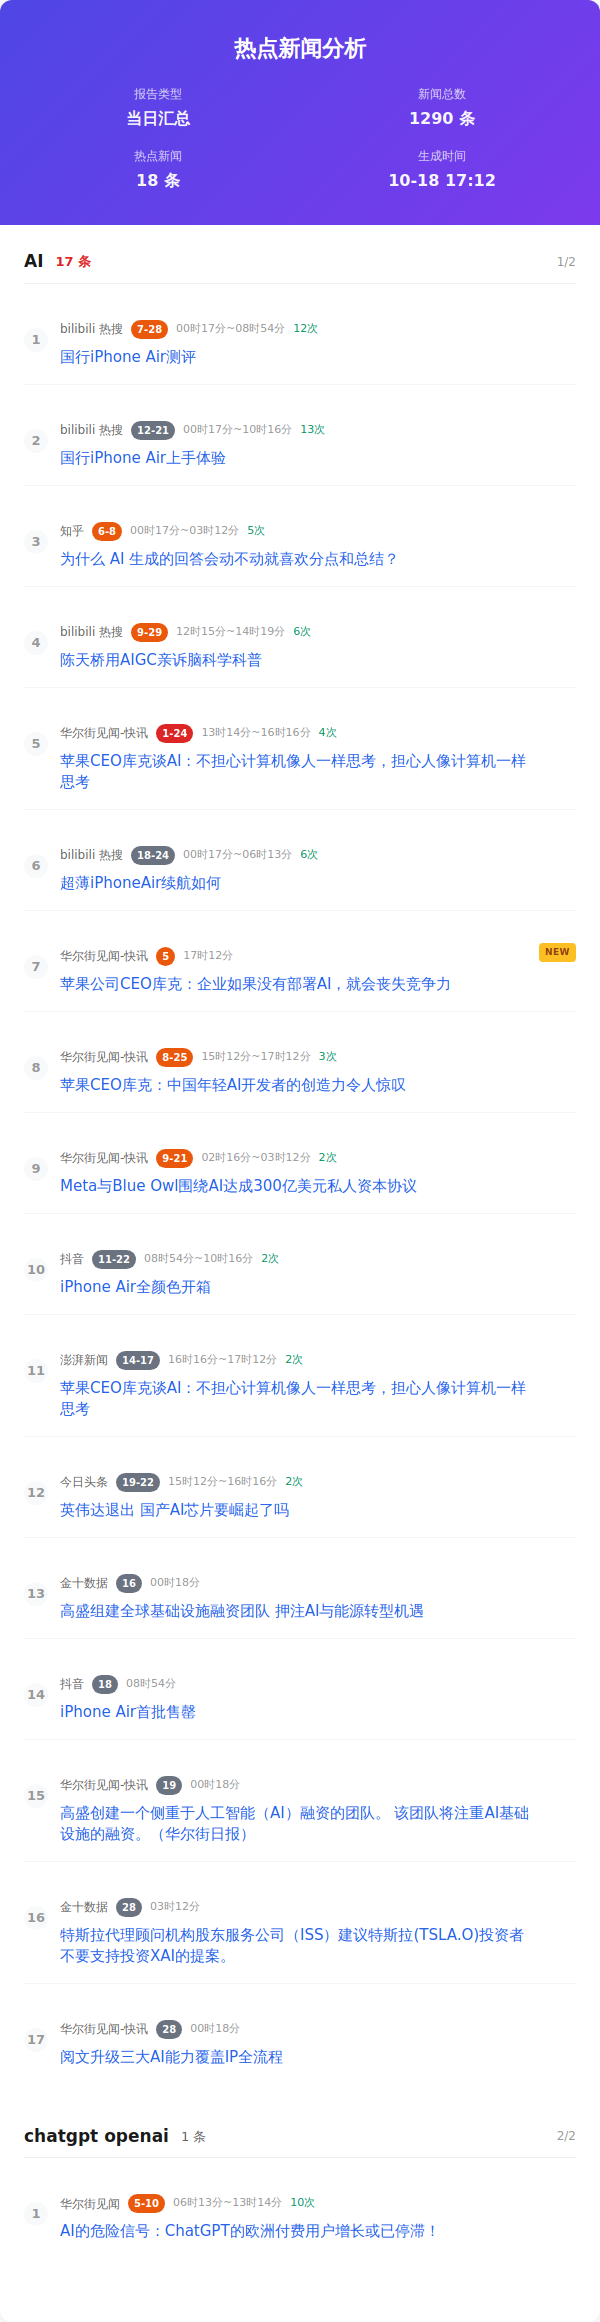 热点新闻分析
报告类型
新闻总数
当日汇总
1290 条
热点新闻
生成时间
18 条
10-18 17:12
AI 17 条 1/2
1
bilibili 热搜 7-28 00时17分~08时54分 12次
国行iPhone Air测评
2
bilibili 热搜 12-21 00时17分~10时16分 13次
国行iPhone Air上手体验
3
知乎 6-8 00时17分~03时12分 5次
为什么 AI 生成的回答会动不动就喜欢分点和总结？
4
bilibili 热搜 9-29 12时15分~14时19分 6次
陈天桥用AIGC亲诉脑科学科普
5
华尔街见闻-快讯 1-24 13时14分~16时16分 4次
苹果CEO库克谈AI：不担心计算机像人一样思考，担心人像计算机一样
思考
6
bilibili 热搜 18-24 00时17分~06时13分 6次
超薄iPhoneAir续航如何
7
华尔街见闻-快讯 5 17时12分 NEW
苹果公司CEO库克：企业如果没有部署AI，就会丧失竞争力
8
华尔街见闻-快讯 8-25 15时12分~17时12分 3次
苹果CEO库克：中国年轻AI开发者的创造力令人惊叹
9
华尔街见闻-快讯 9-21 02时16分~03时12分 2次
Meta与Blue Owl围绕AI达成300亿美元私人资本协议
10
抖音 11-22 08时54分~10时16分 2次
iPhone Air全颜色开箱
11
澎湃新闻 14-17 16时16分~17时12分 2次
苹果CEO库克谈AI：不担心计算机像人一样思考，担心人像计算机一样
思考
12
今日头条 19-22 15时12分~16时16分 2次
英伟达退出 国产AI芯片要崛起了吗
13
金十数据 16 00时18分
高盛组建全球基础设施融资团队 押注AI与能源转型机遇
14
抖音 18 08时54分
iPhone Air首批售罄
15
华尔街见闻-快讯 19 00时18分
高盛创建一个侧重于人工智能（AI）融资的团队。 该团队将注重AI基础
设施的融资。（华尔街日报）
16
金十数据 28 03时12分
特斯拉代理顾问机构股东服务公司（ISS）建议特斯拉(TSLA.O)投资者
不要支持投资XAI的提案。
17
华尔街见闻-快讯 28 00时18分
阅文升级三大AI能力覆盖IP全流程
chatgpt openai 1 条 2/2
1
华尔街见闻 5-10 06时13分~13时14分 10次
AI的危险信号：ChatGPT的欧洲付费用户增长或已停滞！